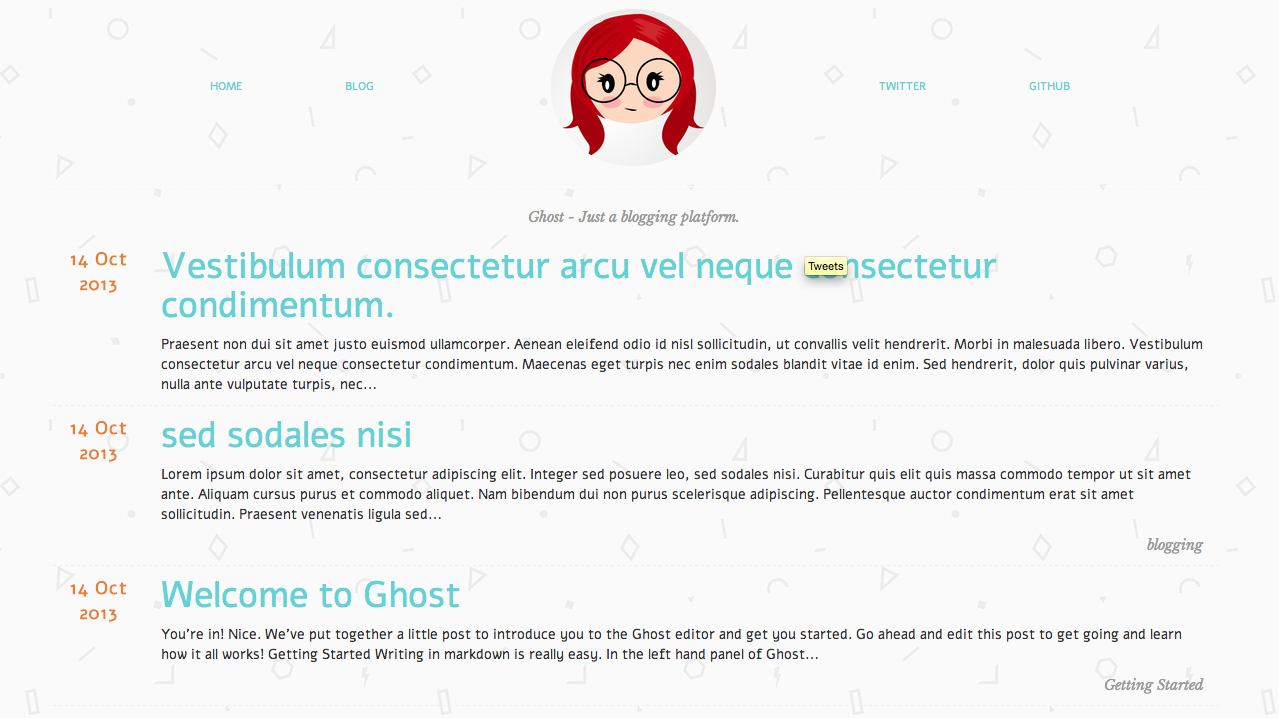 HOME
BLOG
TWITTER
GITHUB
Ghost - Just a blogging platform.
14 Oct
2013
Vestibulum consectetur arcu vel neque
Tweets
condimentum.
Praesent non dui sit amet justo euismod ullamcorper. Aenean eleifend odio id nisl sollicitudin, ut convallis velit hendrerit. Morbi in malesuada libero. Vestibulum
consectetur arcu vel neque consectetur condimentum. Maecenas eget turpis nec enim sodales blandit vitae id enim. Sed hendrerit, dolor quis pulvinar varius,
nulla ante vulputate turpis, nec...
14 Oct
2013
sed sodales nisi
Lorem ipsum dolor sit amet, consectetur adipiscing elit. Integer sed posuere leo, sed sodales nisi. Curabitur quis elit quis massa commodo tempor ut sit amet
ante. Aliquam cursus purus et commodo aliquet. Nam bibendum dui non purus scelerisque adipiscing. Pellentesque auctor condimentum erat sit amet
sollicitudin. Praesent venenatis ligula sed...
blogging
14 Oct
2013
Welcome to Ghost
You're in! Nice. We've put together a little post to introduce you to the Ghost editor and get you started. Go ahead and edit this post to get going and learn
how it all works! Getting Started Writing in markdown is really easy. In the left hand panel of Ghost...
Getting Started